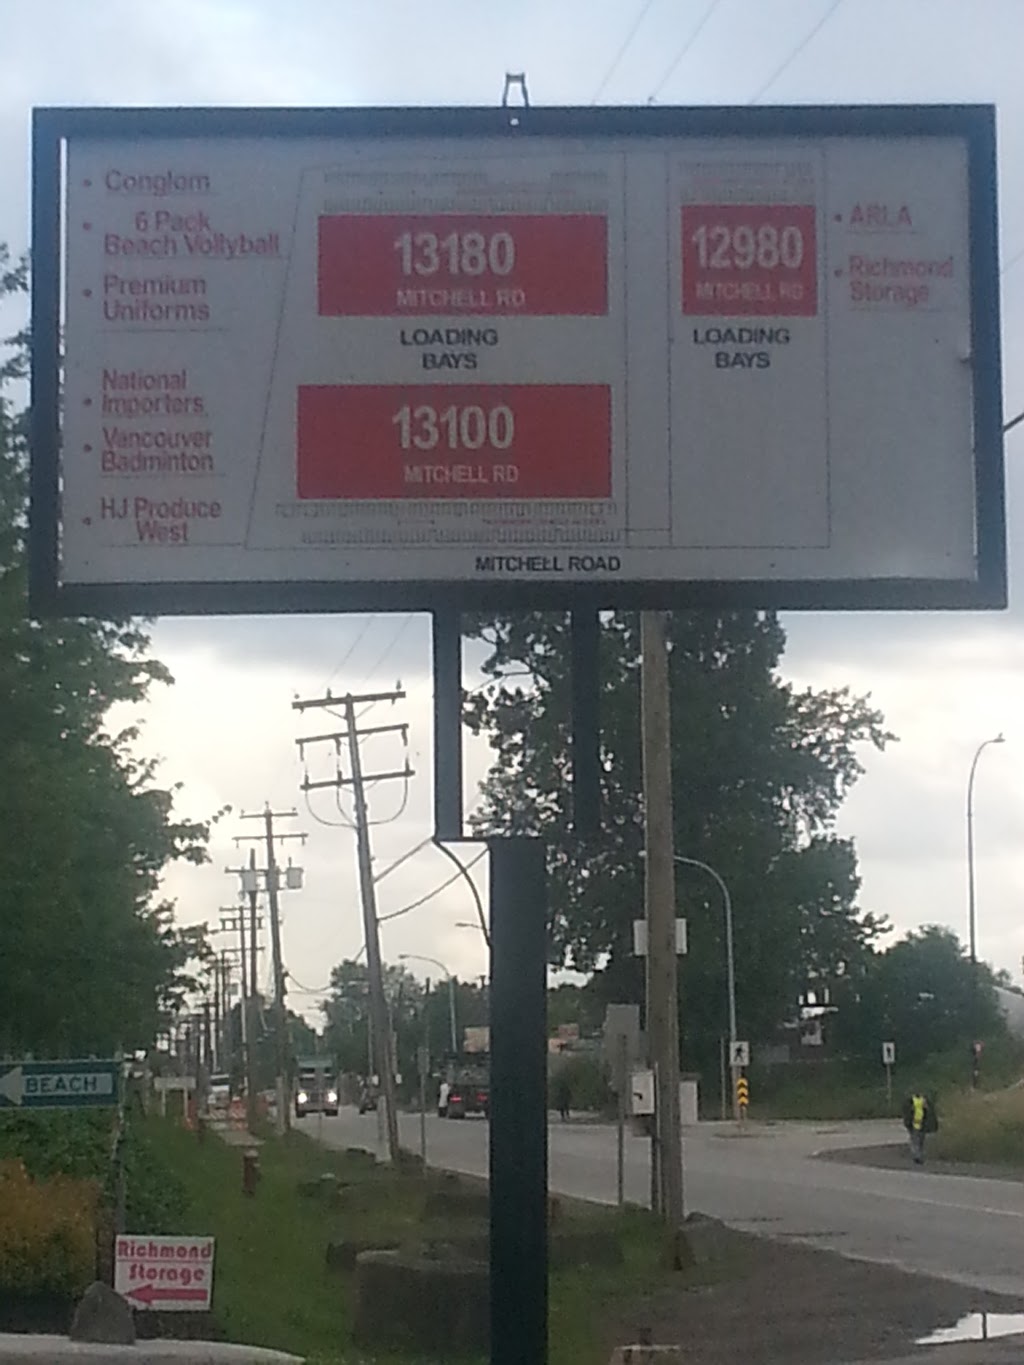 Conglom
6 Pack
Beach Vollyball
Premium
Uniforms
National
Importers
Vancouver
Badminton
HJ Produce
West
13180
MITCHELL RD
LOADING
BAYS
13100
MITCHELL RD
12980
MITCHELL RD
LOADING
BAYS
ARLA
Richmond
Storage
MITCHELL ROAD
BEACH
Richmond
Storage